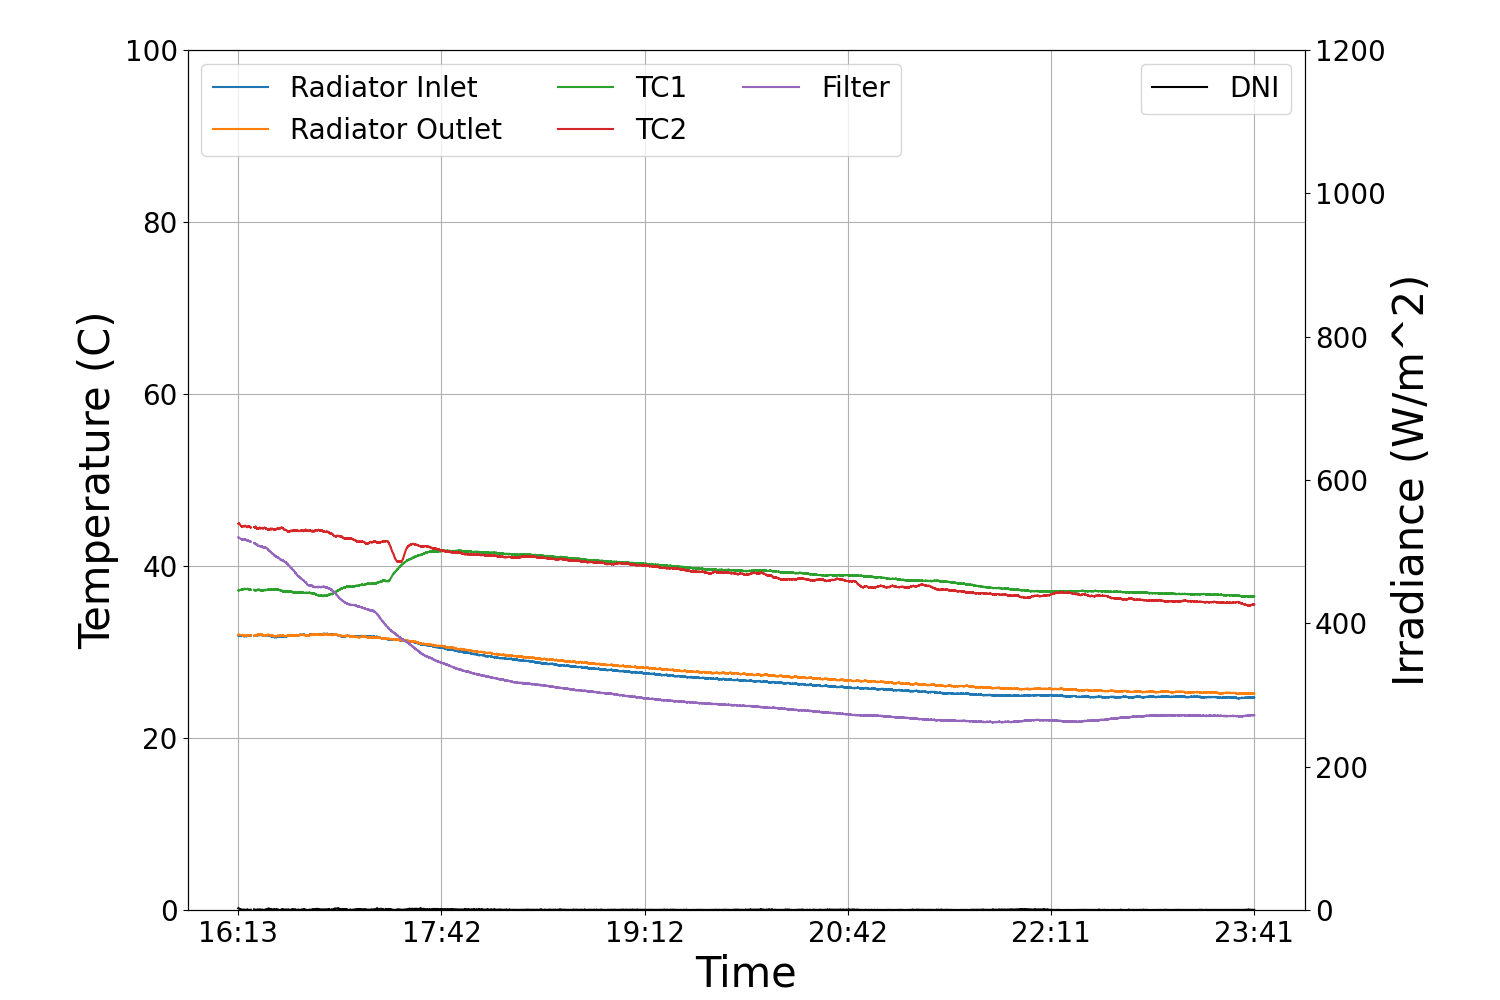 Radiator Inlet
Radiator Outlet
TC1
TC2
Filter
DNI
Temperature (C)
100
80
60
40
20
0
1200
1000
800
600
400
200
0
Irradiance (W/m^2)
16:13
17:42
19:12
20:42
22:11
23:41
Time